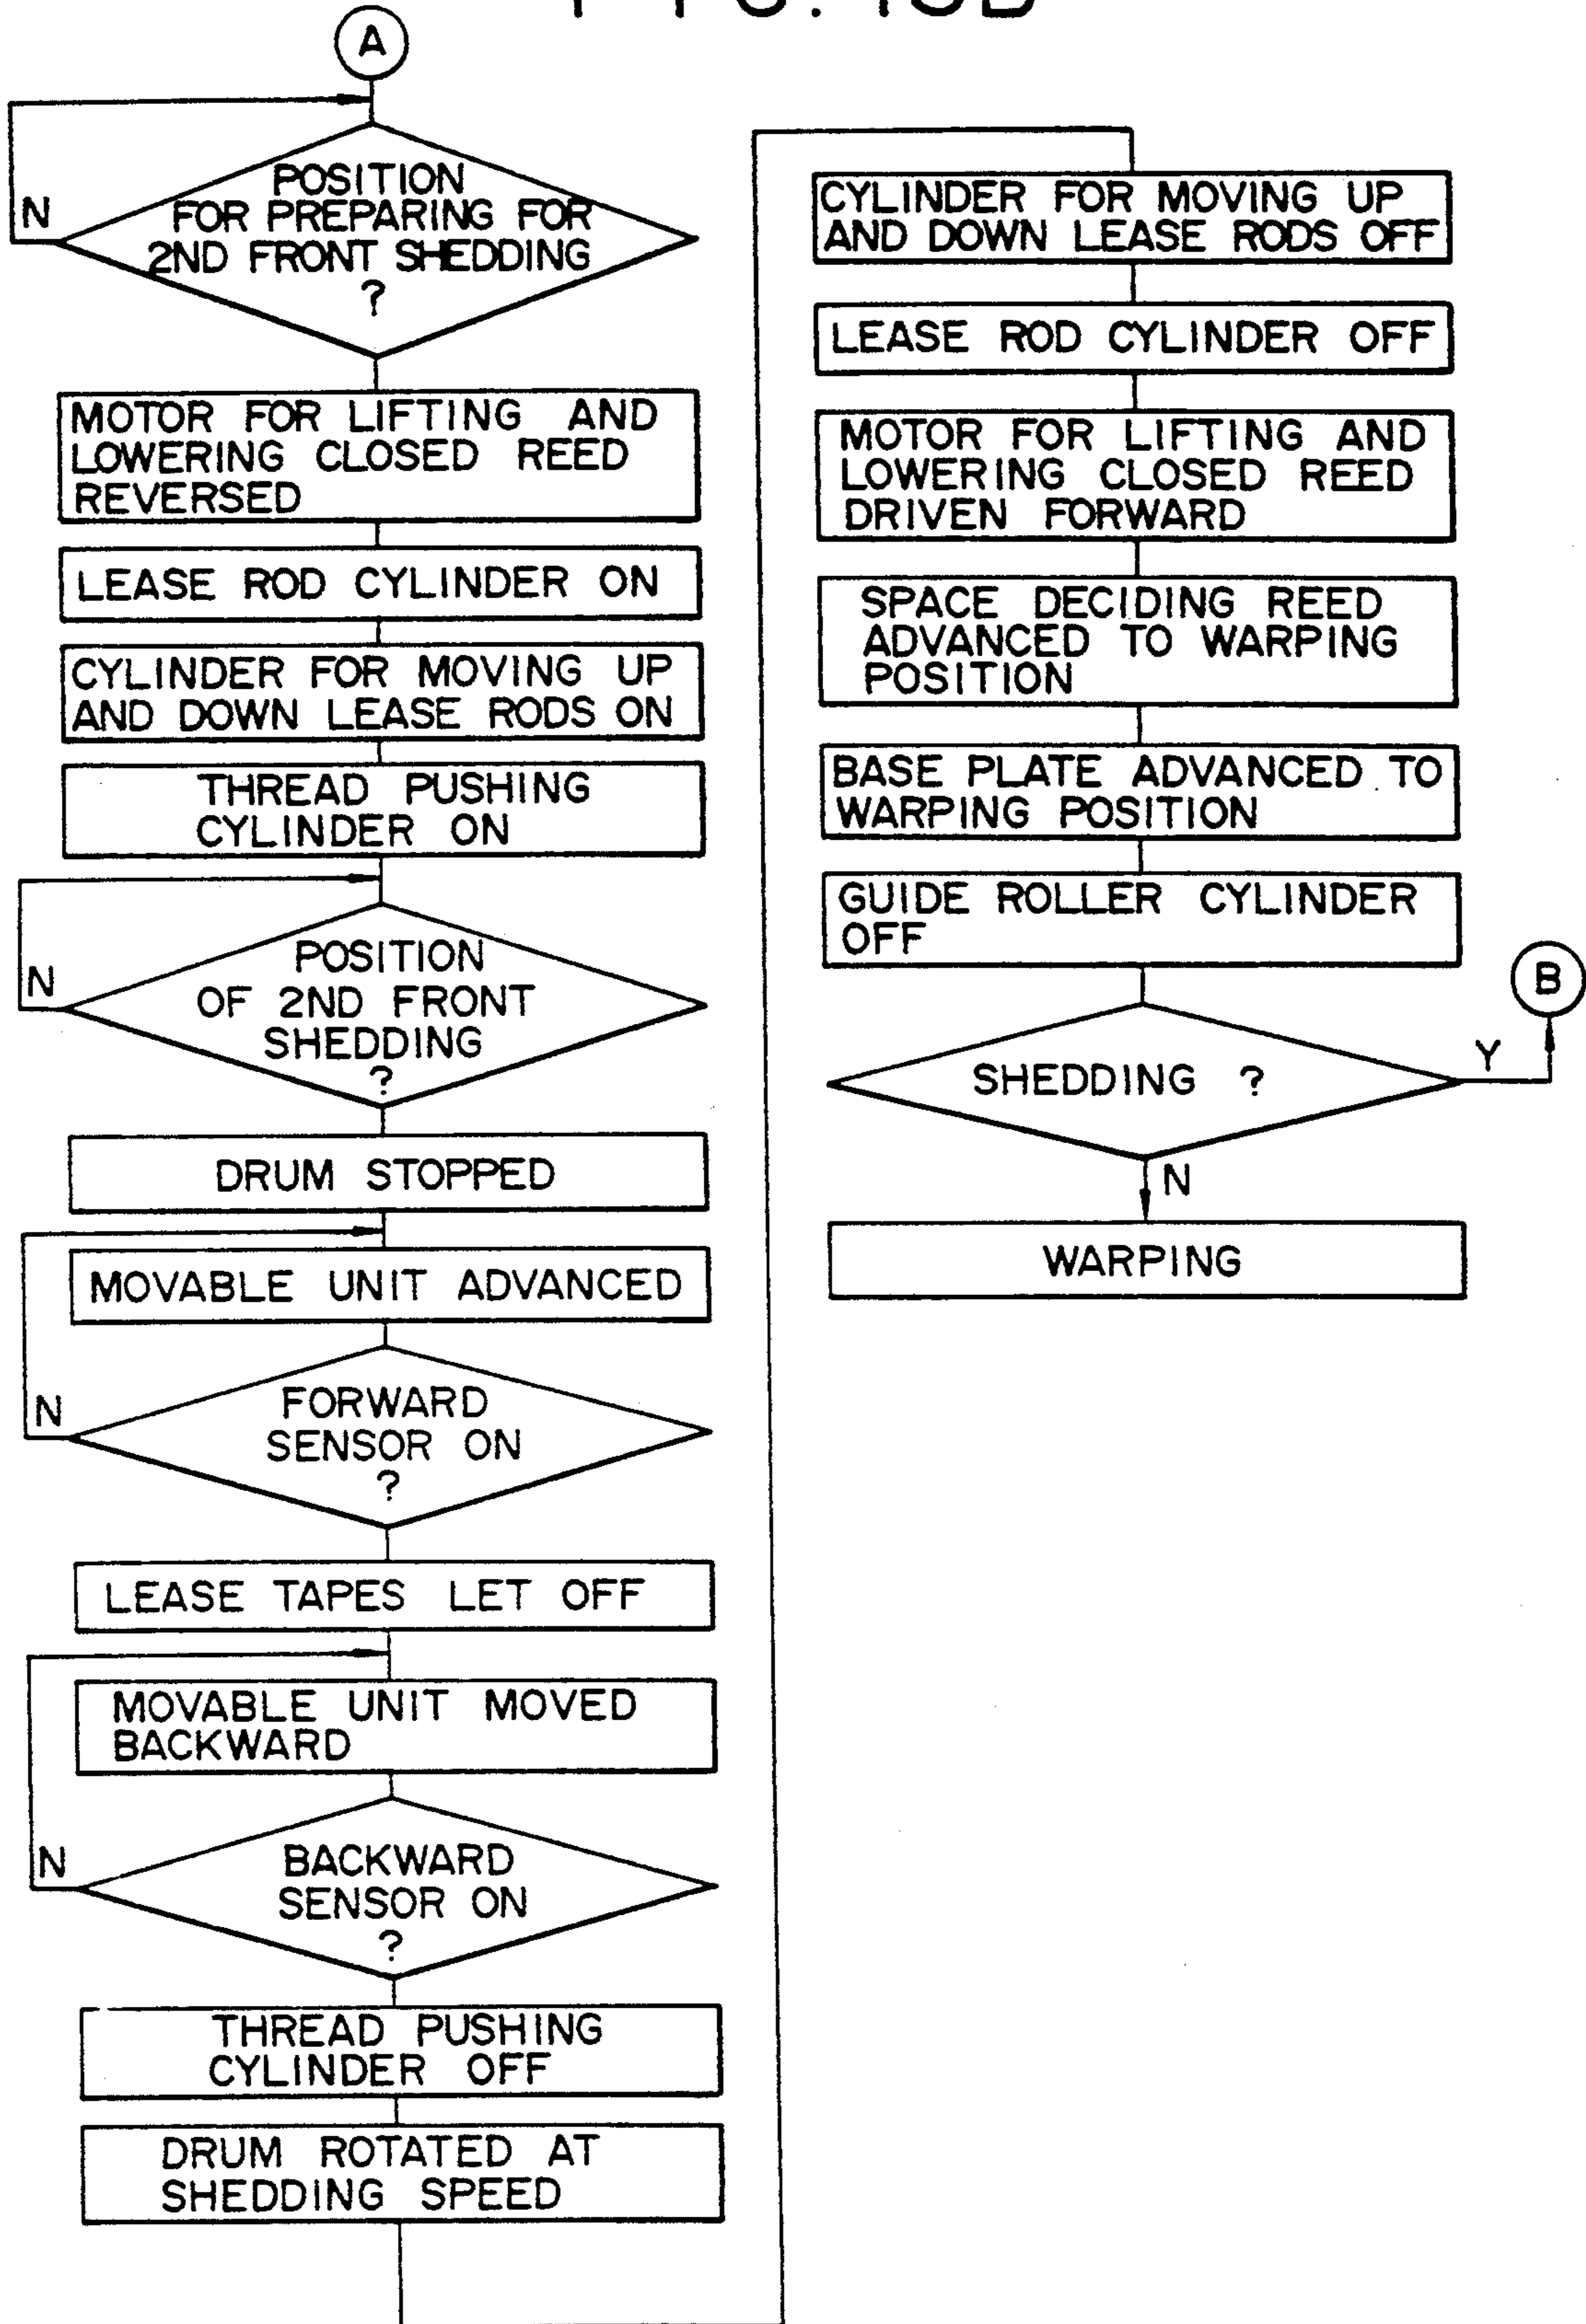 A
POSITION
FOR PREPARING FOR
2ND FRONT SHEDDING
?
N
MOTOR FOR LIFTING AND
LOWERING CLOSED REED
REVERSED
LEASE ROD CYLINDER ON
CYLINDER FOR MOVING UP
AND DOWN LEASE RODS ON
THREAD PUSHING
CYLINDER ON
POSITION
OF 2ND FRONT
SHEDDING
?
N
DRUM STOPPED
MOVABLE UNIT ADVANCED
FORWARD
SENSOR ON
?
N
LEASE TAPES LET OFF
MOVABLE UNIT MOVED
BACKWARD
BACKWARD
SENSOR ON
?
N
THREAD PUSHING
CYLINDER OFF
DRUM ROTATED AT
SHEDDING SPEED
CYLINDER FOR MOVING UP
AND DOWN LEASE RODS OFF
LEASE ROD CYLINDER OFF
MOTOR FOR LIFTING AND
LOWERING CLOSED REED
DRIVEN FORWARD
SPACE DECIDING REED
ADVANCED TO WARPING
POSITION
BASE PLATE ADVANCED TO
WARPING POSITION
GUIDE ROLLER CYLINDER
OFF
SHEDDING ?
Y
B
N
WARPING